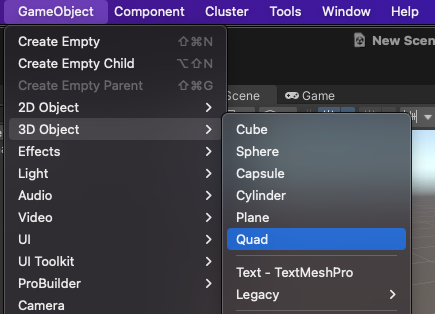 GameObject Component Cluster Tools Window Help
Create Empty ⇧⌘N
New Scen
Create Empty Child ⌥⇧N
Create Empty Parent ⇧⌘G
2D Object
Scene Game
3D Object
Cube
Effects
Sphere
Light
Capsule
Audio
Cylinder
Video
Plane
UI
Quad
UI Toolkit
Text - TextMeshPro
ProBuilder
Legacy
Camera